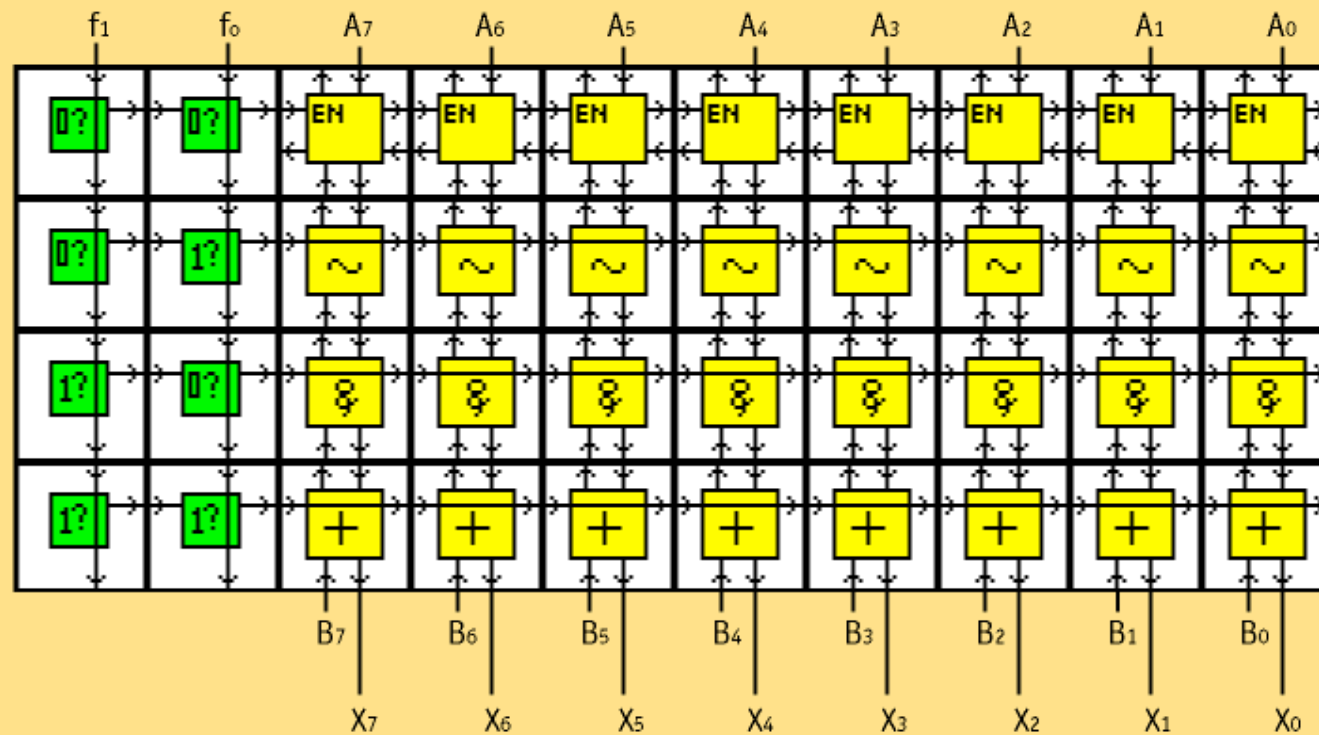 f₁ f₀ A₇ A₆ A₅ A₄ A₃ A₂ A₁ A₀
0? 0? EN EN EN EN EN EN EN EN
0? 1? ~ ~ ~ ~ ~ ~ ~ ~
1? 0? & & & & & & & &
1? 1? + + + + + + + +
B₇ B₆ B₅ B₄ B₃ B₂ B₁ B₀
X₇ X₆ X₅ X₄ X₃ X₂ X₁ X₀